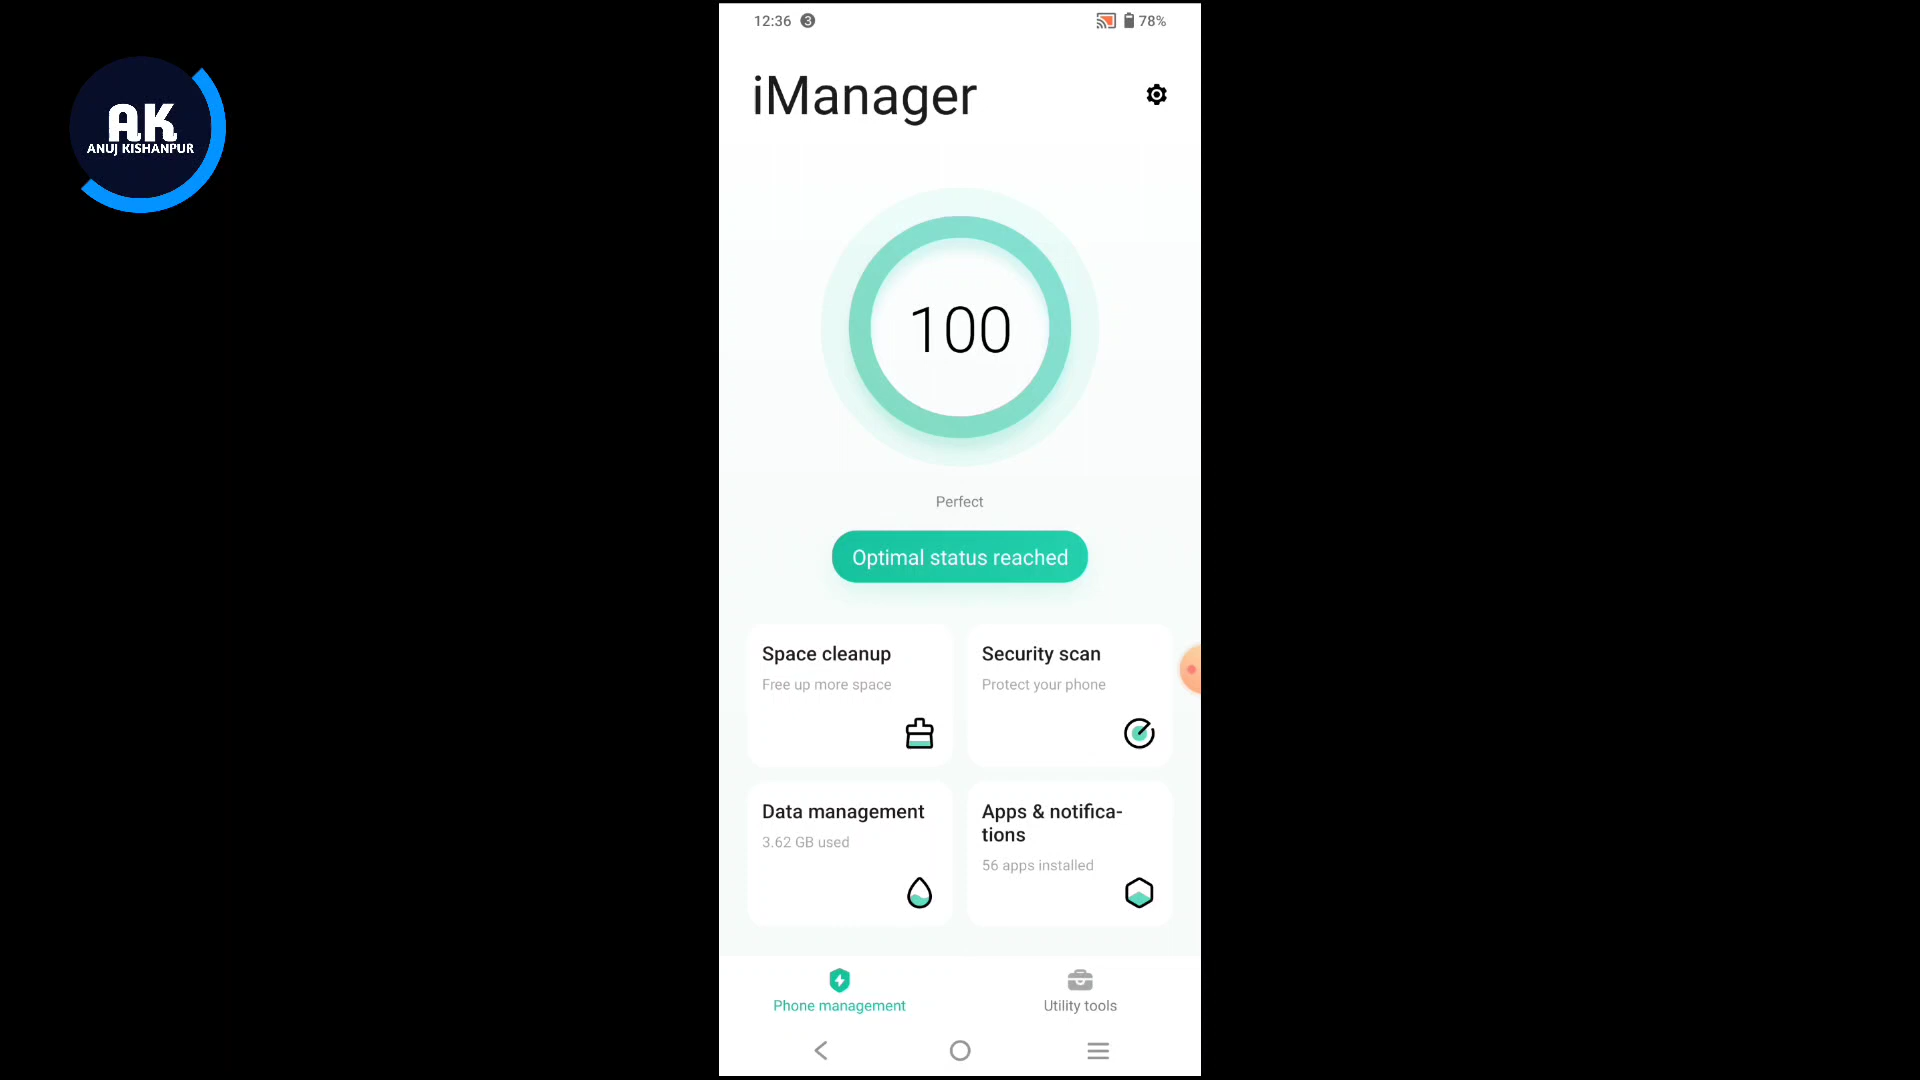 12:36 3
78%
AK
ANUJ KISHANPUR
iManager
100
Perfect
Optimal status reached
Space cleanup
Free up more space
Security scan
Protect your phone
Data management
3.62 GB used
Apps & notifica-
tions
56 apps installed
Phone management
Utility tools